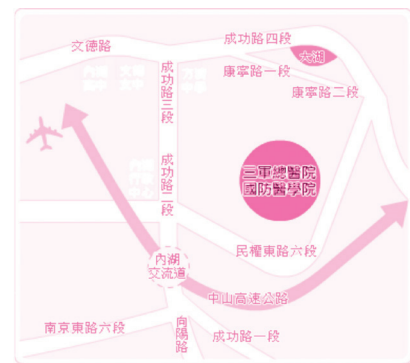 文德路
成功路四段
大湖
康寧路一段
康寧路二段
成功路三段
成功路二段
三軍總醫院
國防醫學院
民權東路六段
內湖
交流道
中山高速公路
南京東路六段
向陽路
成功路一段